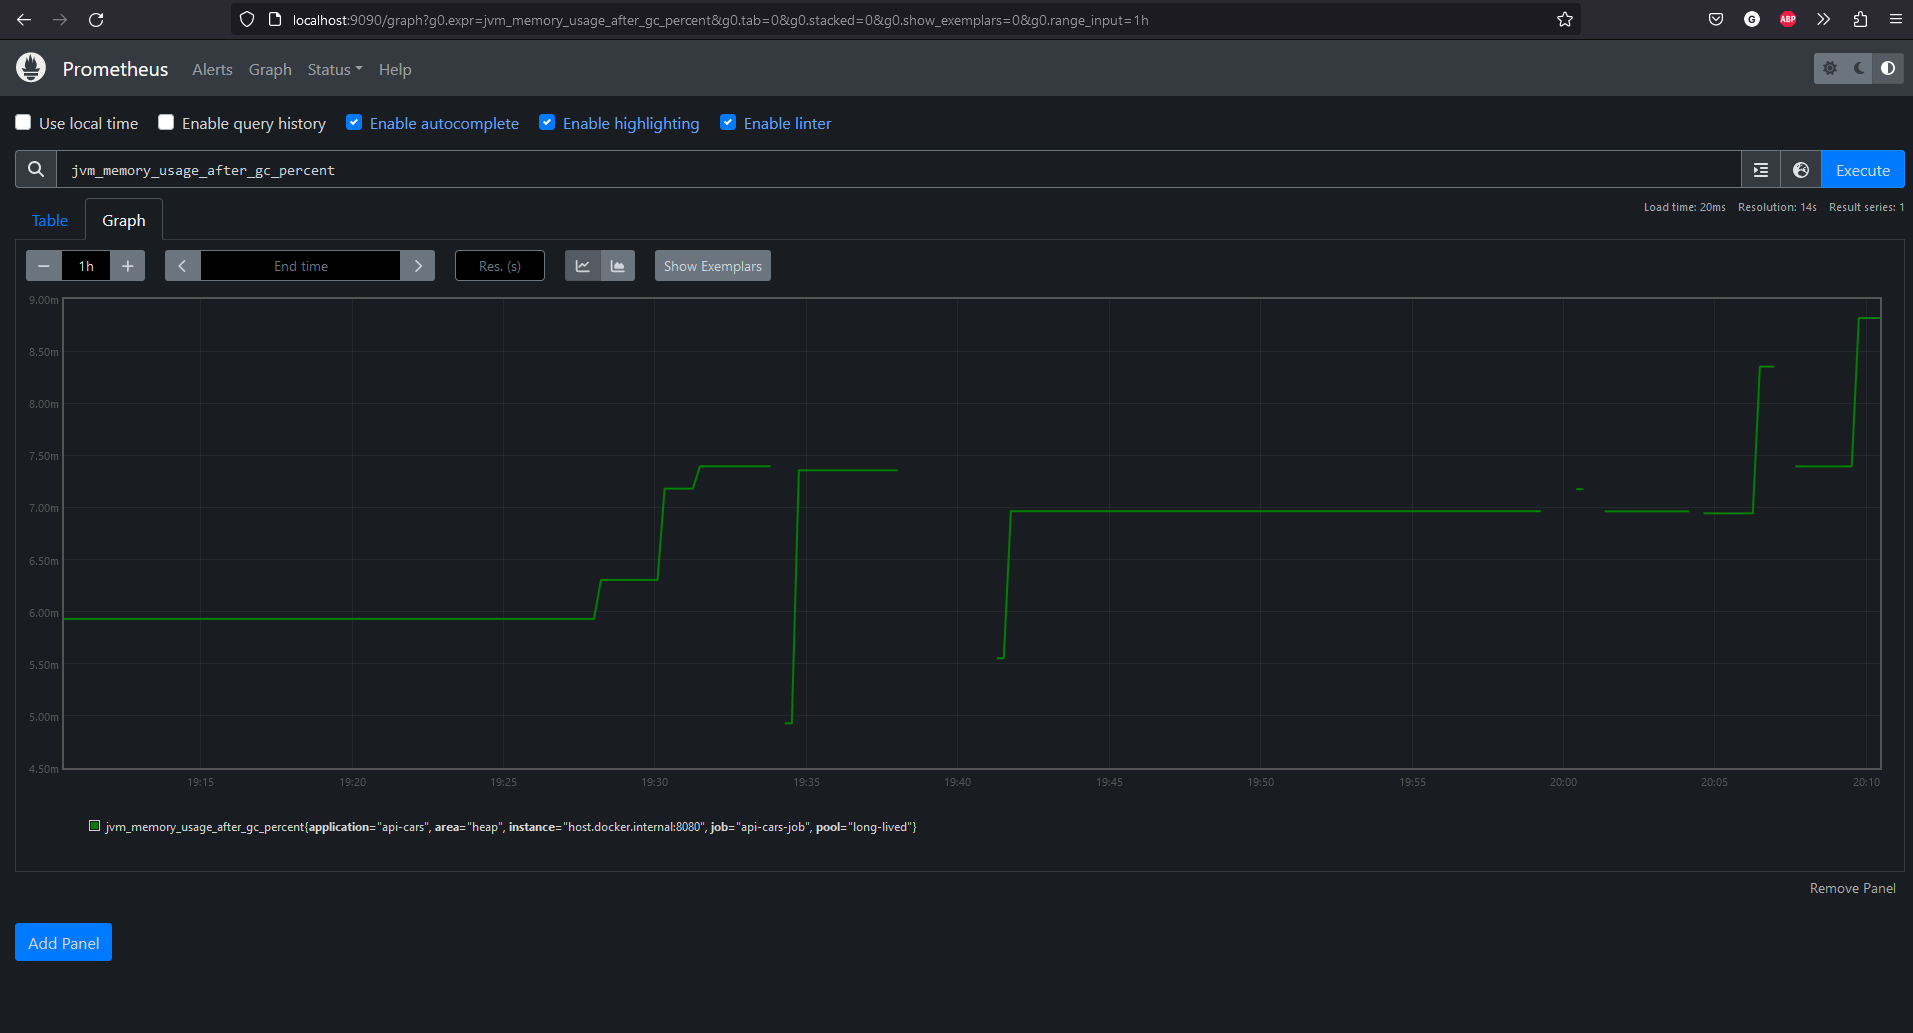 localhost:9090/graph?g0.expr=jvm_memory_usage_after_gc_percent&g0.tab=0&g0.stacked=0&g0.show_exemplars=0&g0.range_input=1h
G
ABP
Prometheus Alerts Graph Status Help
Use local time Enable query history Enable autocomplete Enable highlighting Enable linter
jvm_memory_usage_after_gc_percent
Execute
Table Graph
Load time: 20ms Resolution: 14s Result series: 1
1h End time Res. (s) Show Exemplars
9.00m
8.50m
8.00m
7.50m
7.00m
6.50m
6.00m
5.50m
5.00m
4.50m
19:15 19:20 19:25 19:30 19:35 19:40 19:45 19:50 19:55 20:00 20:05 20:10
jvm_memory_usage_after_gc_percent{application="api-cars", area="heap", instance="host.docker.internal:8080", job="api-cars-job", pool="long-lived"}
Remove Panel
Add Panel